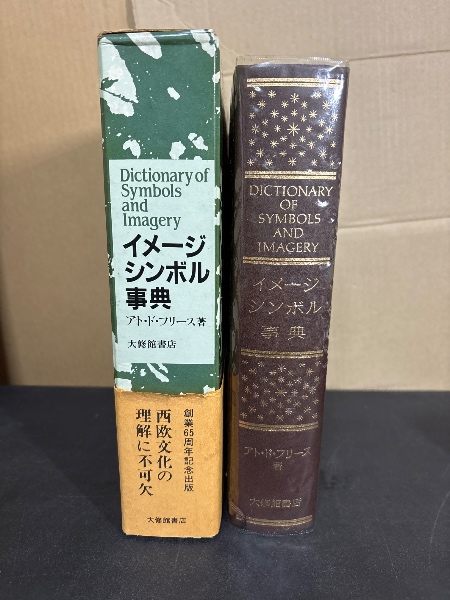 Dictionary of
Symbols
and
Imagery
イメージ
シンボル
事典
アト・ド・フリース 著
大修館書店
創業65周年記念出版
西欧文化の
理解に不可欠
大修館書店
DICTIONARY
OF
SYMBOLS
AND
IMAGERY
イメージ
シンボル
事典
アト・ド・フリース
著
大修館書店